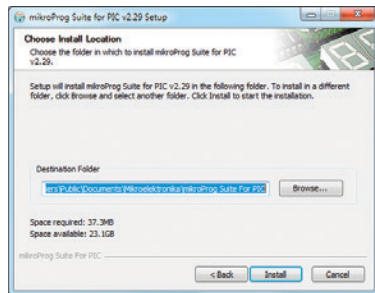 mikroProg Suite for PIC v2.29 Setup
Choose Install Location
Choose the folder in which to install mikroProg Suite for PIC
v2.29.
Setup will install mikroProg Suite for PIC v2.29 in the following folder. To install in a different
folder, click Browse and select another folder. Click Install to start the installation.
Destination Folder
ers\Public\Documents\Mikroelektronika\mikroProg Suite For PIC
Browse...
Space required: 37.3MB
Space available: 23.1GB
mikroProg Suite For PIC
< Back
Install
Cancel